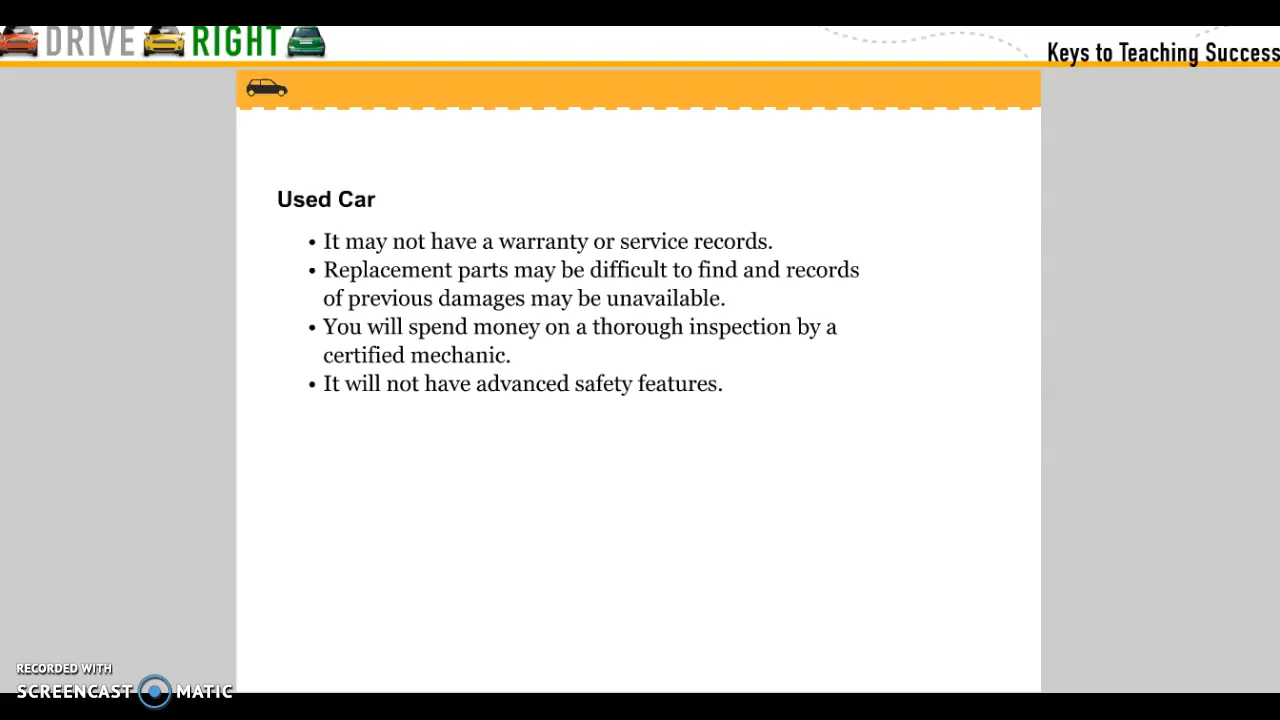 DRIVE RIGHT
Keys to Teaching Success
Used Car
• It may not have a warranty or service records.
• Replacement parts may be difficult to find and records
of previous damages may be unavailable.
• You will spend money on a thorough inspection by a
certified mechanic.
• It will not have advanced safety features.
RECORDED WITH
SCREENCAST MATIC